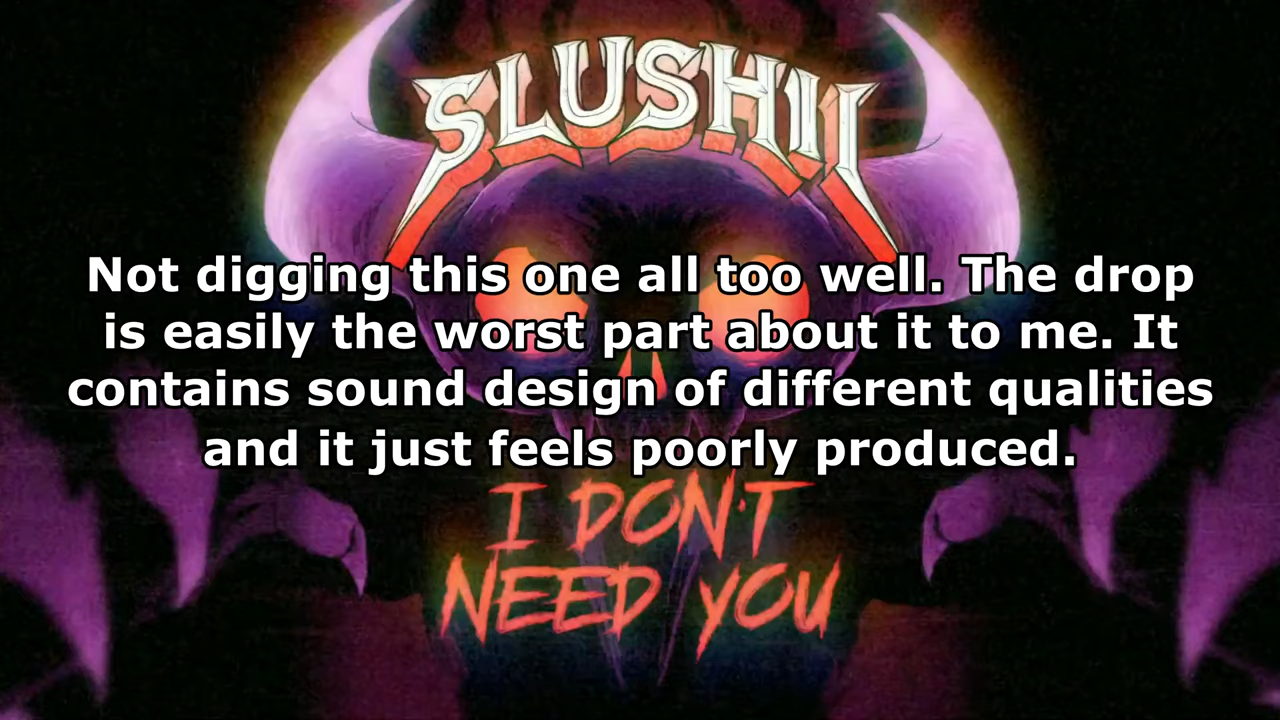 SLUSHII
Not digging this one all too well. The drop
is easily the worst part about it to me. It
contains sound design of different qualities
and it just feels poorly produced.
I DON'T
NEED YOU